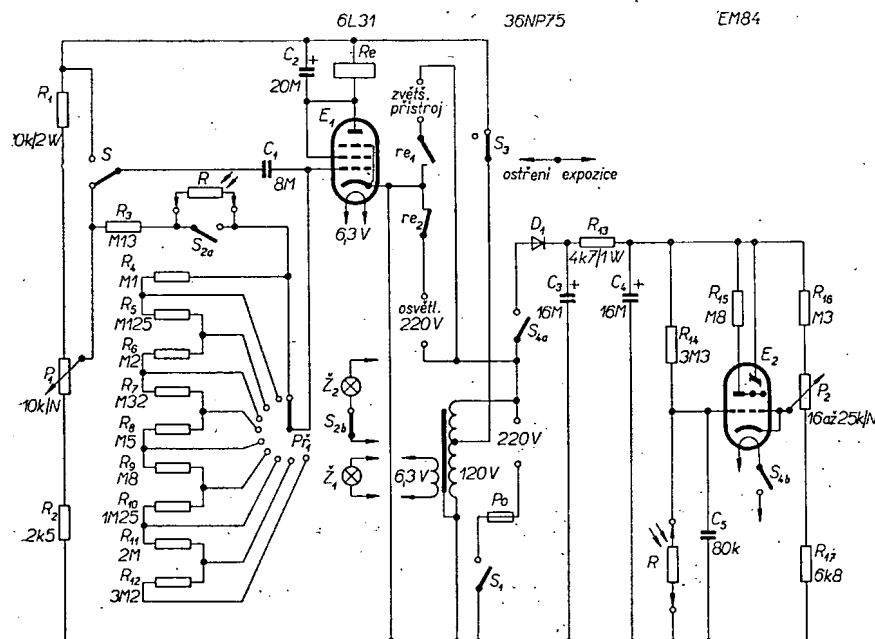 6L31
36NP75
EM84
C2
+
20M
Re
zvětš.
přístroj
R1
10k/2W
S
C1
8M
E1
re1
S3
ostření expozice
R
R3
M13
S2a
6,3 V
re2
D1
R13
4k7/1W
R4
M1
R5
M125
R6
M2
R7
M32
R8
M5
R9
M8
R10
1M25
R11
2M
R12
3M2
P1
10k/N
R2
2k5
Př1
osvětl.
220V
S4a
C3
+
16M
C4
+
16M
R14
3M3
R15
M8
R16
M3
E2
P2
16až25k/N
Ž2
S2b
Ž1
6,3V
120V
220V
Po
S1
S4b
C5
80k
R
R17
6k8